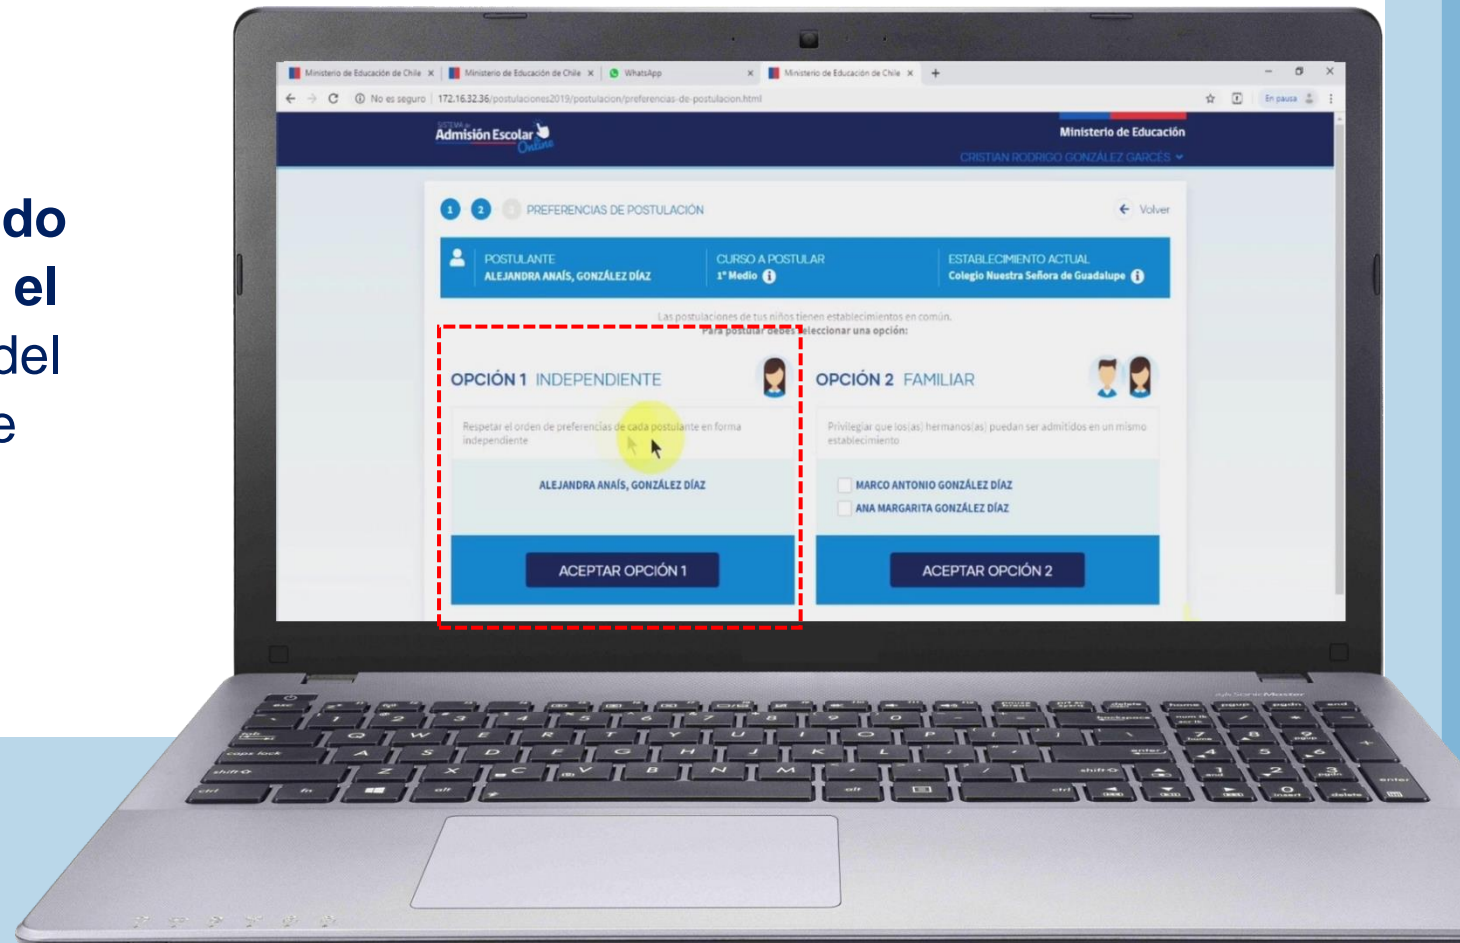 do
el
del
e
Ministerio de Educación de Chile
Ministerio de Educación de Chile
WhatsApp
Ministerio de Educación de Chile
No es seguro
172.16.32.36/postulaciones2019/postulacion/preferencias-de-postulacion.html
En pausa
SISTEMA de
Admisión Escolar
Online
Ministerio de Educación
CRISTIAN RODRIGO GONZÁLEZ GARCÉS
1 2 3 PREFERENCIAS DE POSTULACIÓN
Volver
POSTULANTE
ALEJANDRA ANAÍS, GONZÁLEZ DÍAZ
CURSO A POSTULAR
1° Medio
ESTABLECIMIENTO ACTUAL
Colegio Nuestra Señora de Guadalupe
Las postulaciones de tus niños tienen establecimientos en común.
Para postular debes seleccionar una opción:
OPCIÓN 1 INDEPENDIENTE
Respetar el orden de preferencias de cada postulante en forma
independiente
ALEJANDRA ANAÍS, GONZÁLEZ DÍAZ
ACEPTAR OPCIÓN 1
OPCIÓN 2 FAMILIAR
Privilegiar que los(as) hermanos(as) puedan ser admitidos en un mismo
establecimiento
MARCO ANTONIO GONZÁLEZ DÍAZ
ANA MARGARITA GONZÁLEZ DÍAZ
ACEPTAR OPCIÓN 2